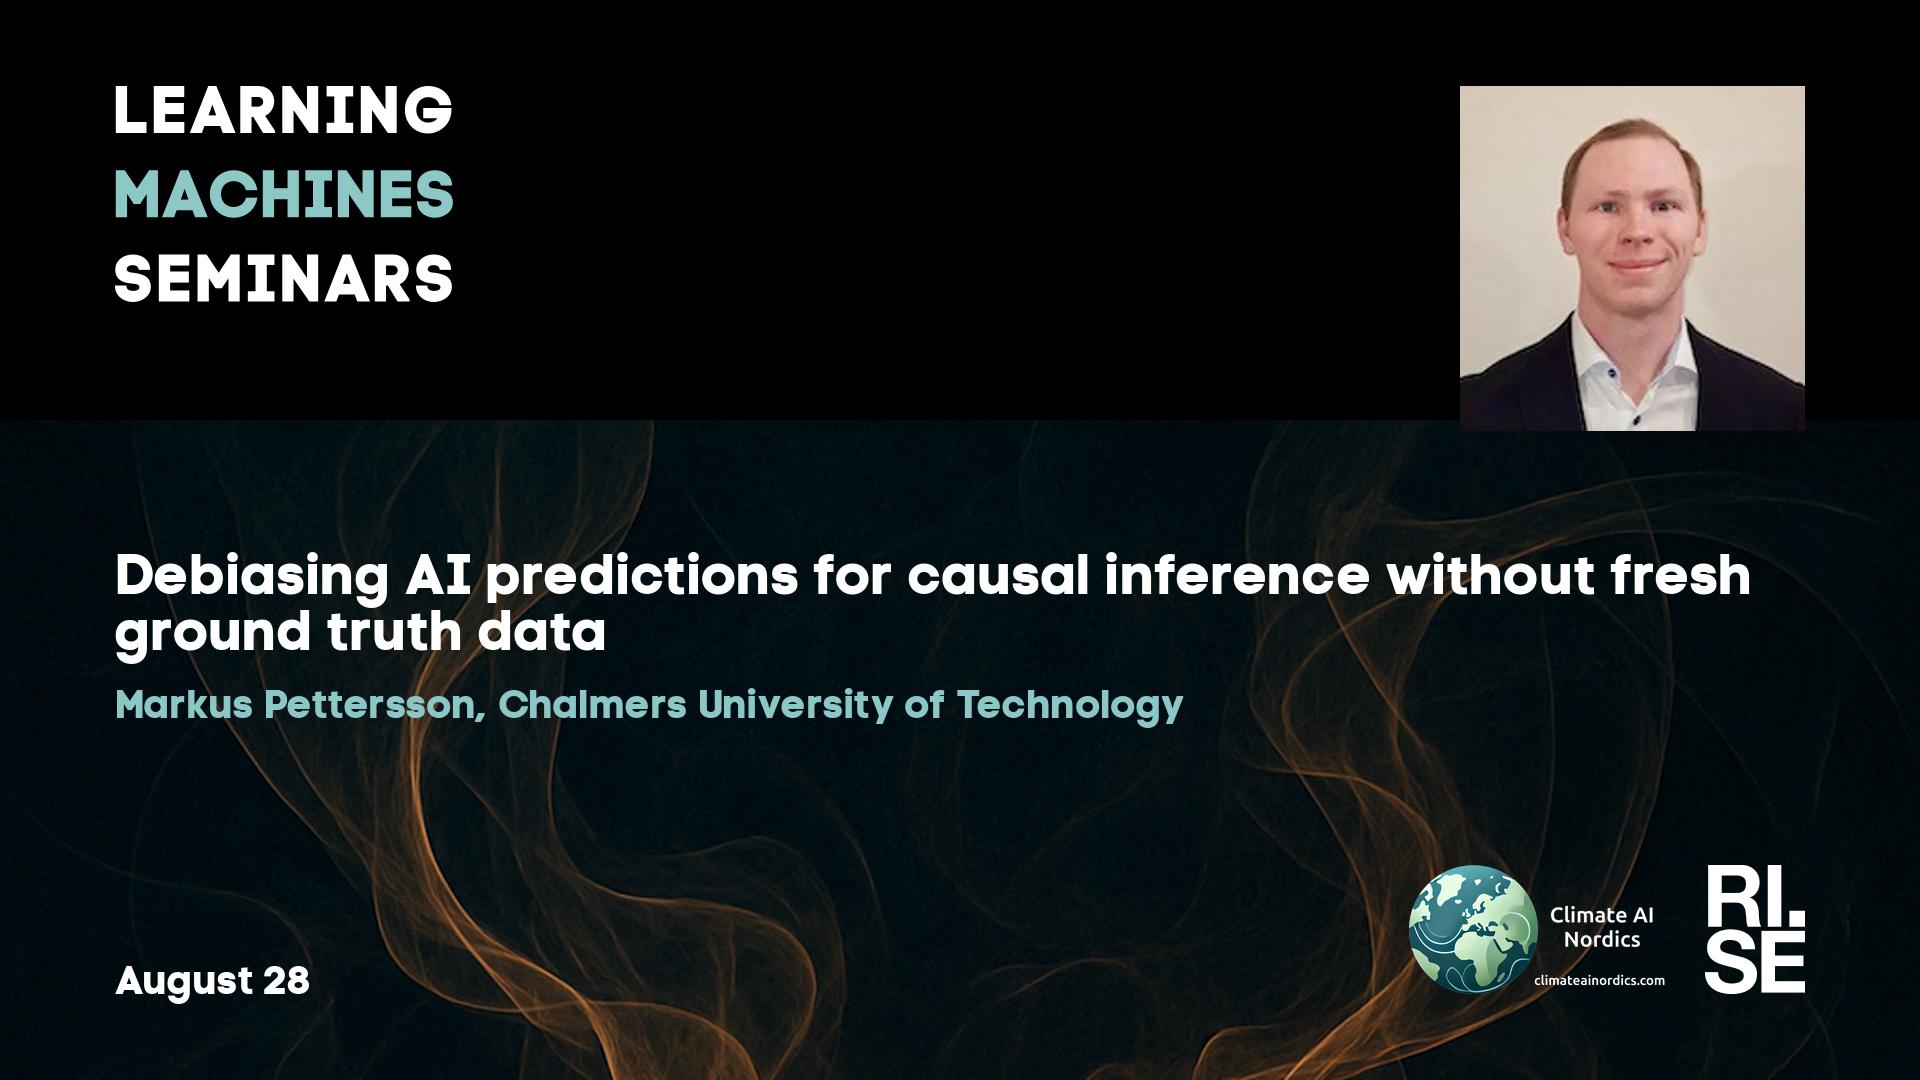 LEARNING
MACHINES
SEMINARS
Debiasing AI predictions for causal inference without fresh
ground truth data
Markus Pettersson, Chalmers University of Technology
August 28
Climate AI
Nordics
climateainordics.com
RI.
SE